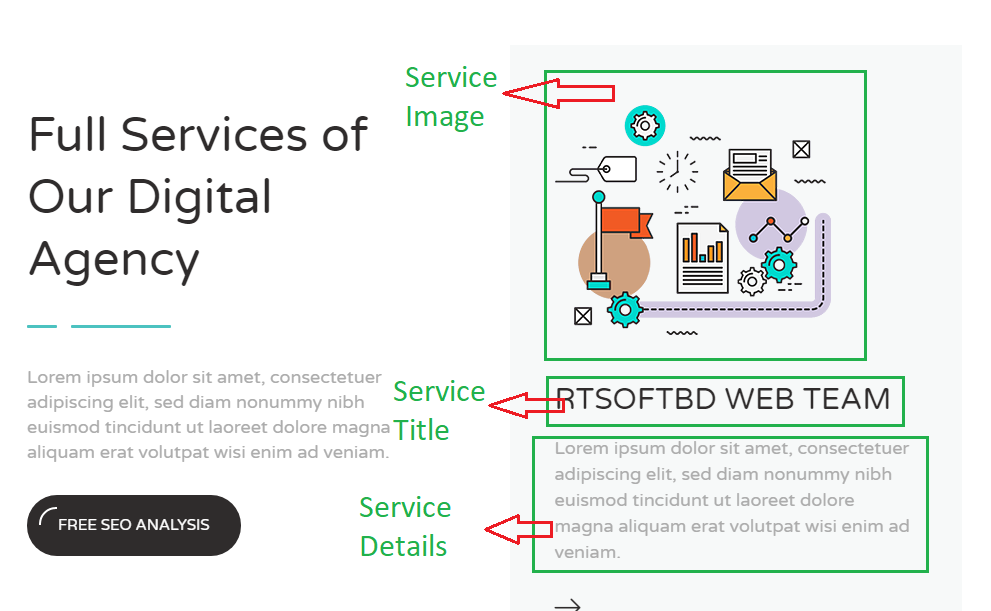 Service
Image
Full Services of
Our Digital
Agency
Lorem ipsum dolor sit amet, consectetuer
adipiscing elit, sed diam nonummy nibh
euismod tincidunt ut laoreet dolore magna
aliquam erat volutpat wisi enim ad veniam.
FREE SEO ANALYSIS
Service
Title
RTSOFTBD WEB TEAM
Service
Details
Lorem ipsum dolor sit amet, consectetuer
adipiscing elit, sed diam nonummy nibh
euismod tincidunt ut laoreet dolore
magna aliquam erat volutpat wisi enim ad
veniam.